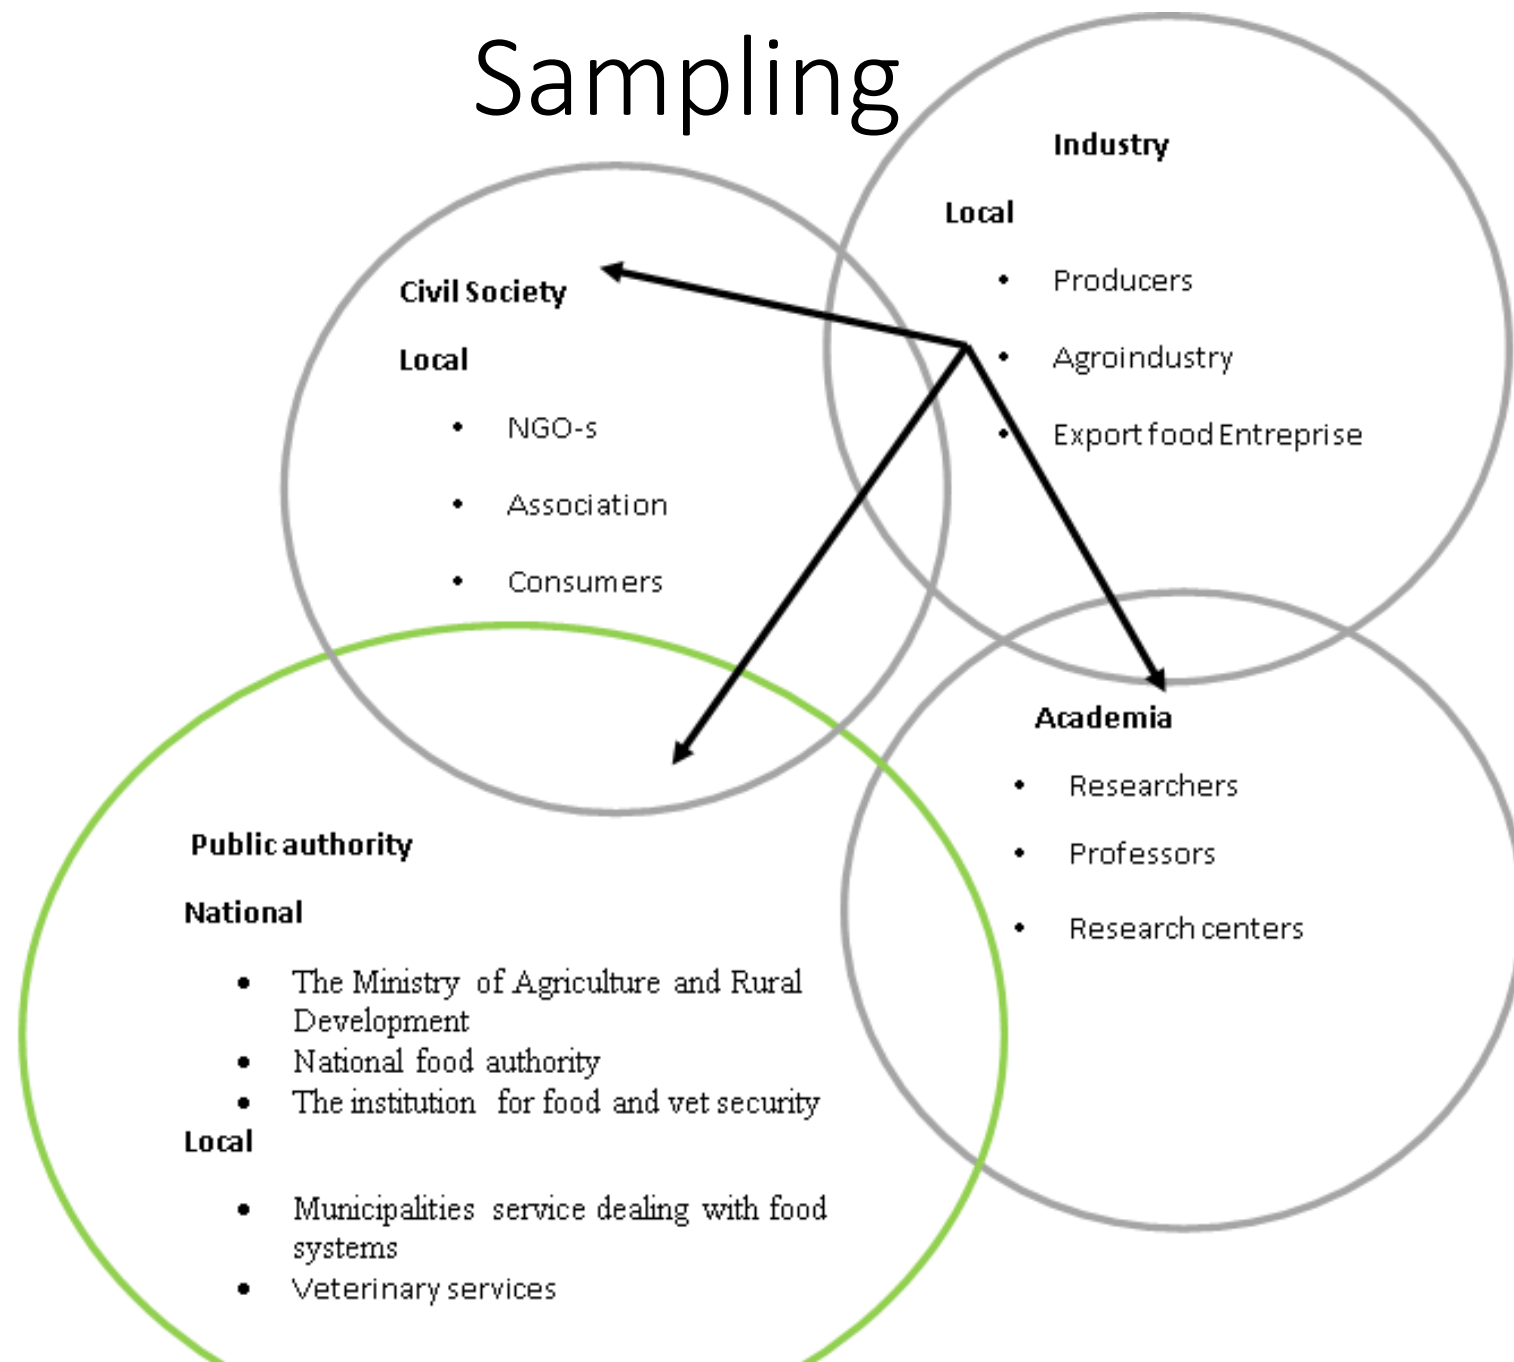 Sampling
Industry
Local
• Producers
• Agroindustry
• Export food Entreprise
Civil Society
Local
• NGO-s
• Association
• Consumers
Academia
• Researchers
• Professors
• Research centers
Public authority
National
• The Ministry of Agriculture and Rural
Development
• National food authority
• The institution for food and vet security
Local
• Municipalities service dealing with food
systems
• Veterinary services